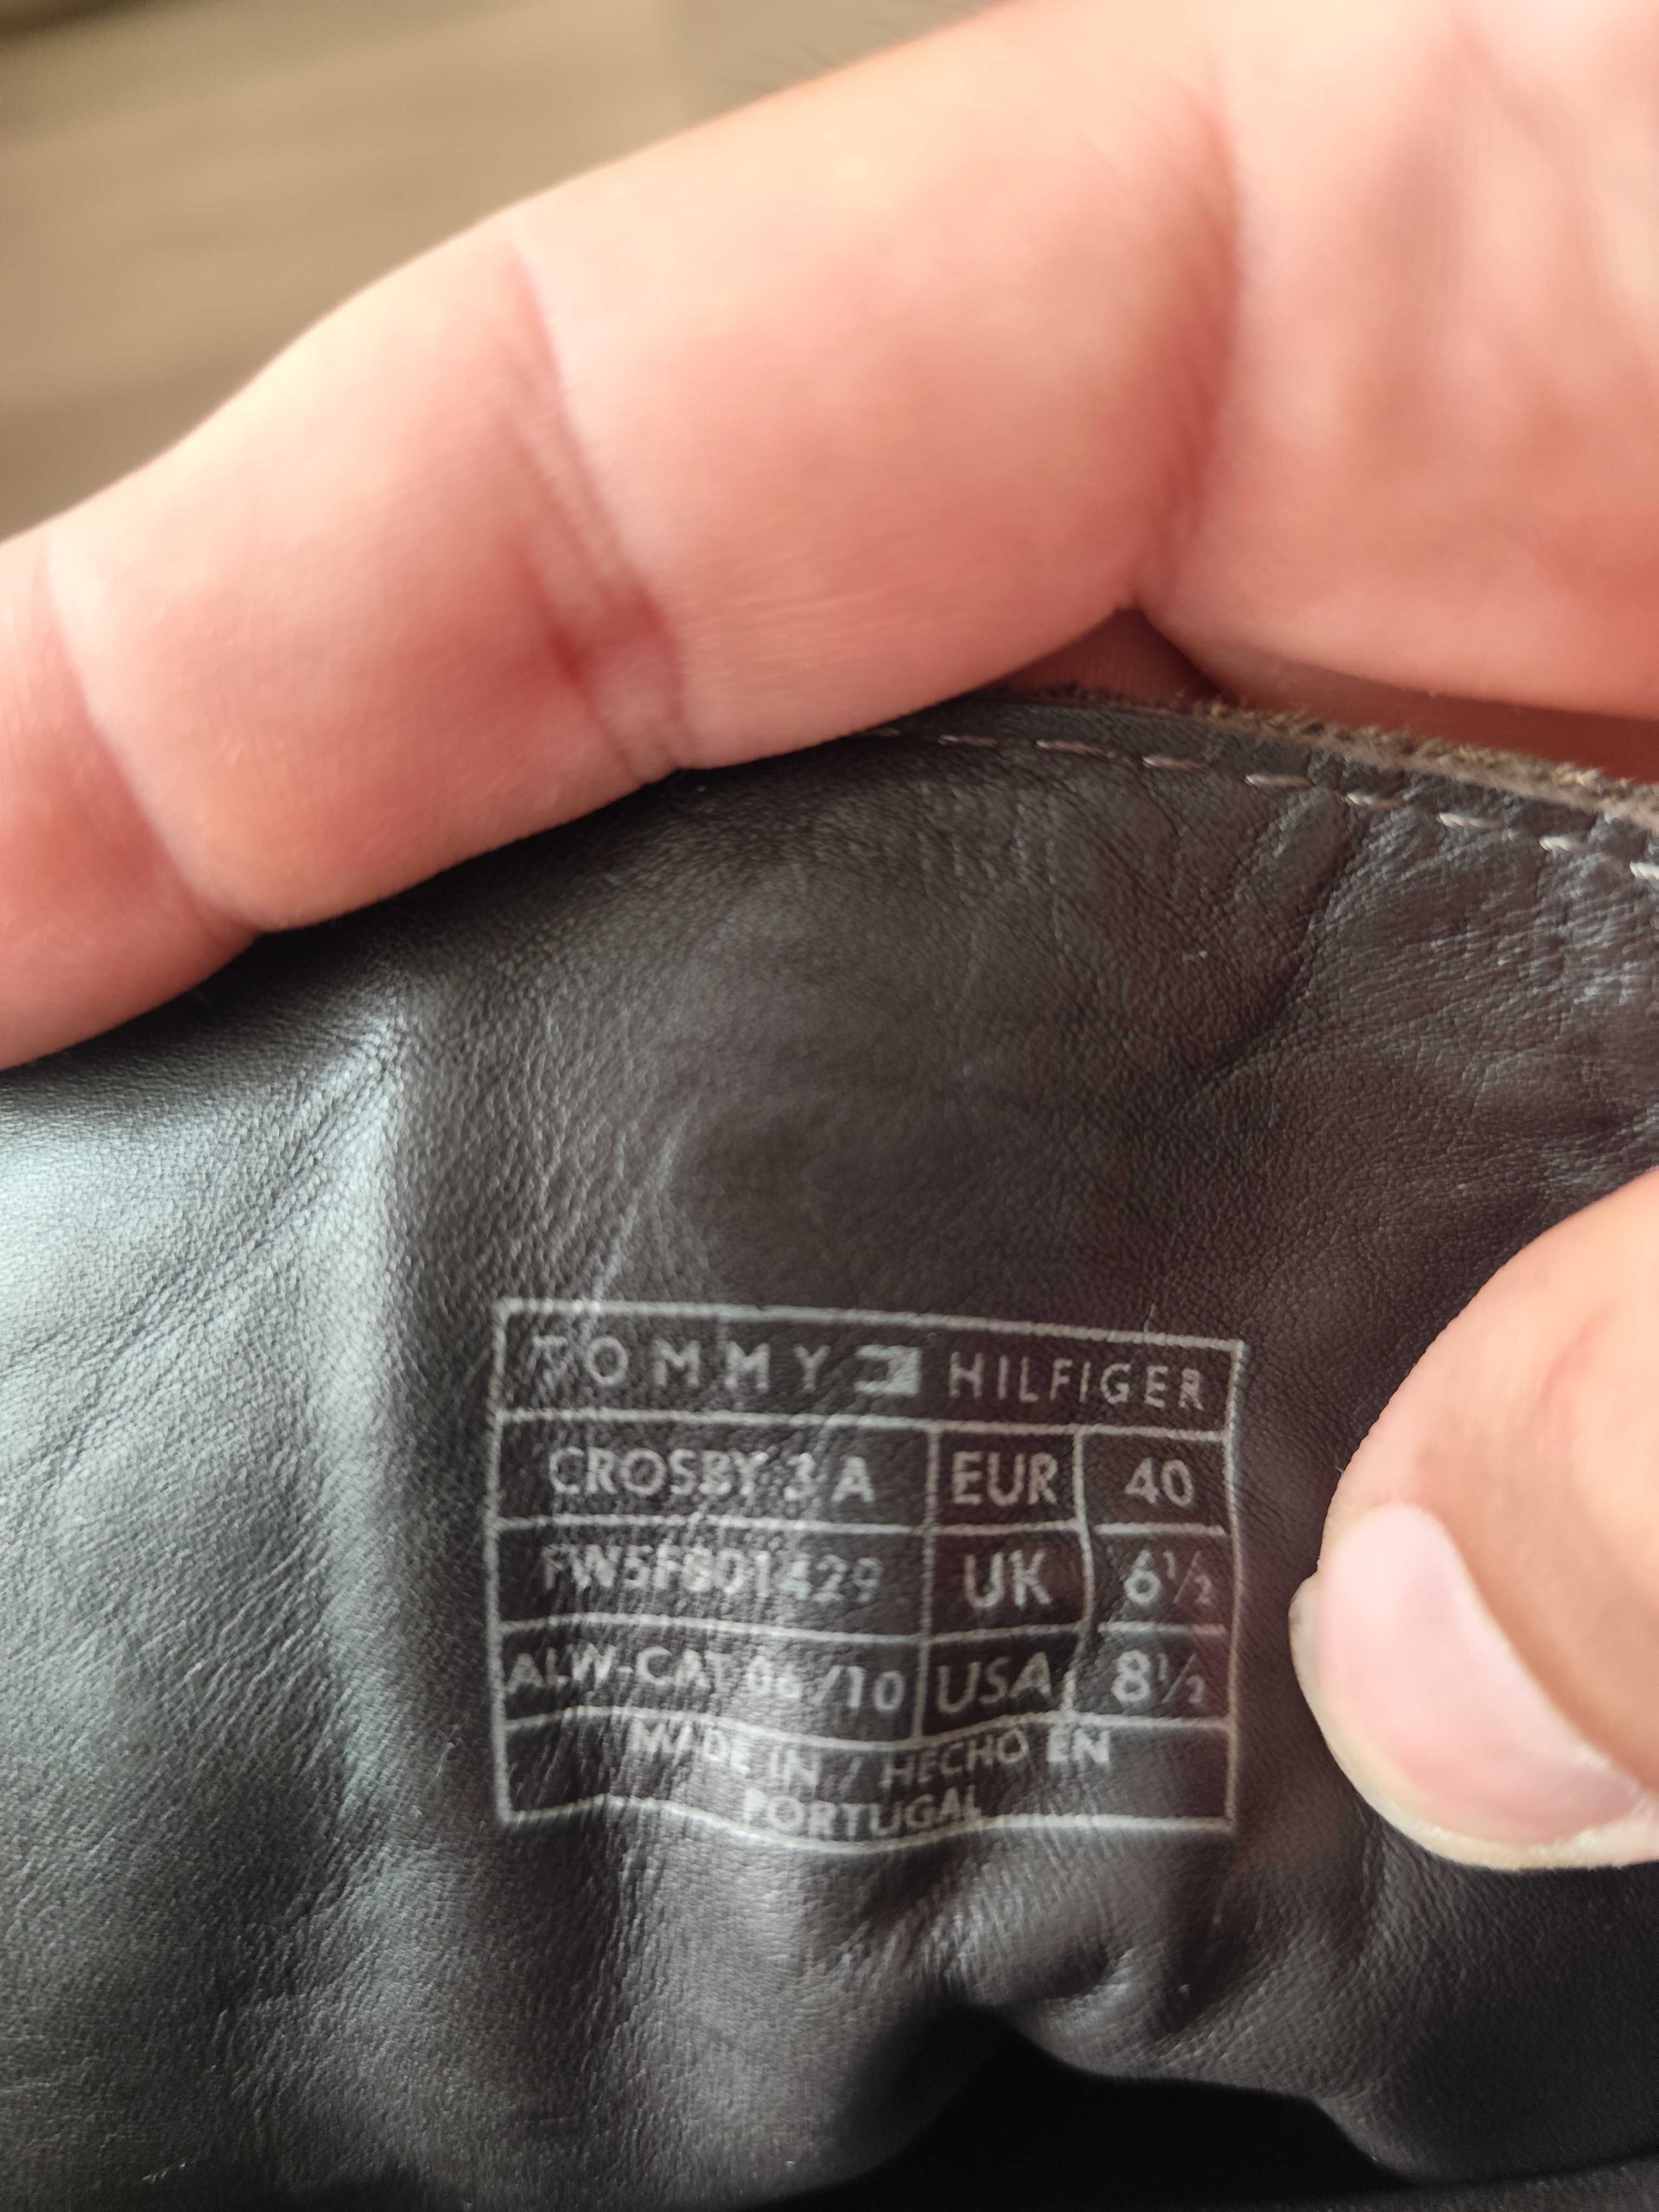 TOMMY HILFIGER
CROSBY 3 A EUR 40
FW5FB01429 UK 6½
ALW-CAT 06/10 USA 8½
MADE IN / HECHO EN
PORTUGAL